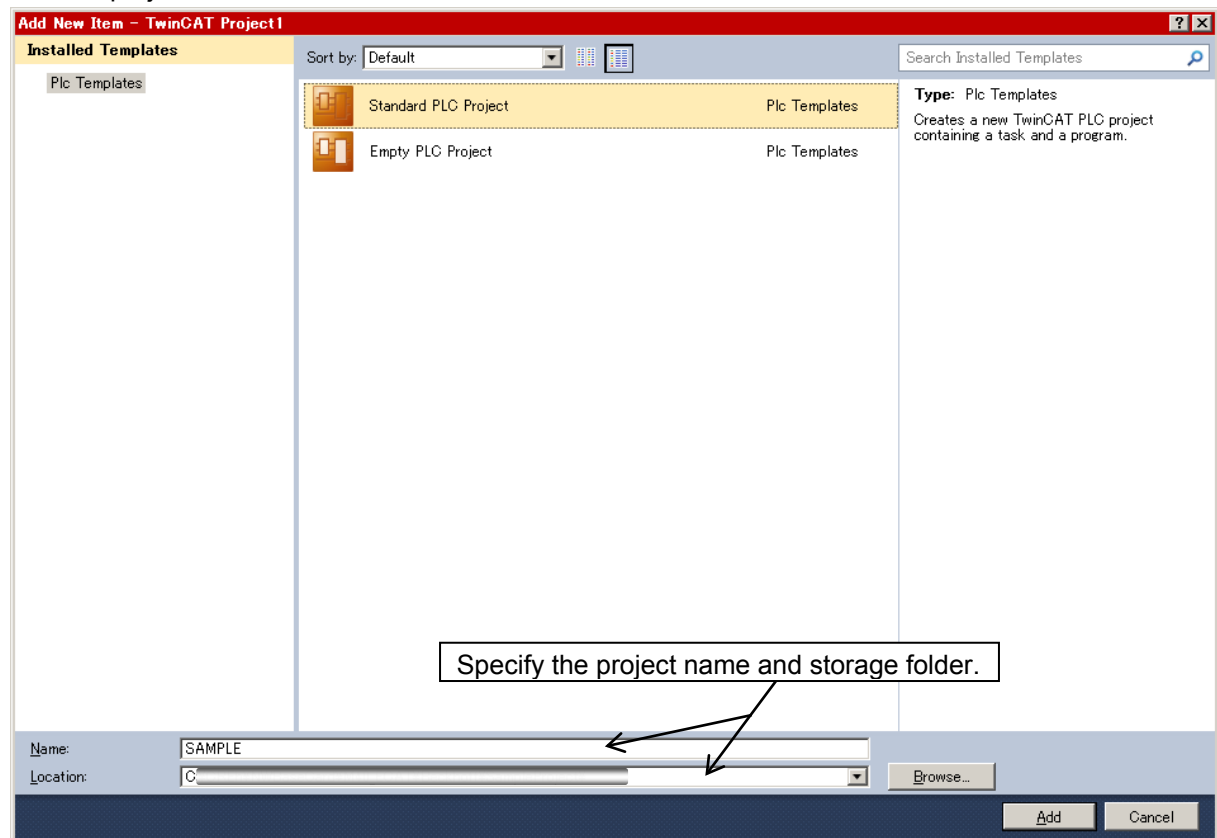 Add New Item - TwinCAT Project1
Installed Templates
Plc Templates
Sort by: Default
Search Installed Templates
Standard PLC Project Plc Templates
Empty PLC Project Plc Templates
Type: Plc Templates
Creates a new TwinCAT PLC project
containing a task and a program.
Specify the project name and storage folder.
Name: SAMPLE
Location: C
Browse...
Add Cancel